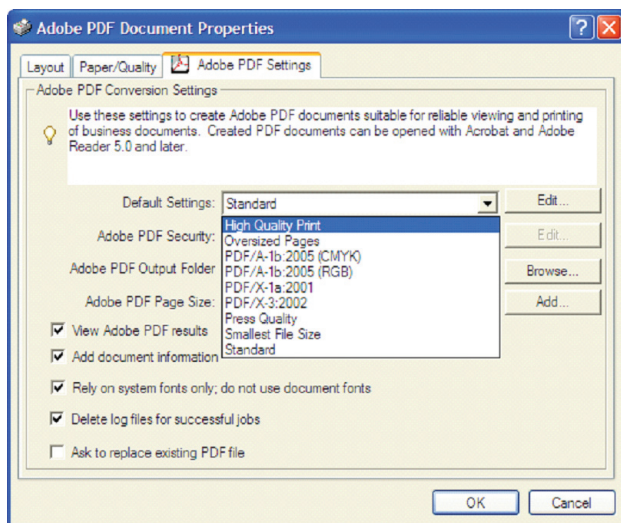 Adobe PDF Document Properties
Layout
Paper/Quality
Adobe PDF Settings
Adobe PDF Conversion Settings
Use these settings to create Adobe PDF documents suitable for reliable viewing and printing
of business documents. Created PDF documents can be opened with Acrobat and Adobe
Reader 5.0 and later.
Default Settings: Standard Edit...
High Quality Print
Adobe PDF Security: Edit...
Oversized Pages
PDF/A-1b:2005 (CMYK)
Adobe PDF Output Folder Browse...
PDF/A-1b:2005 (RGB)
PDF/X-1a:2001
Adobe PDF Page Size: Add...
PDF/X-3:2002
Press Quality
Smallest File Size
Standard
View Adobe PDF results
Add document information
Rely on system fonts only; do not use document fonts
Delete log files for successful jobs
Ask to replace existing PDF file
OK Cancel